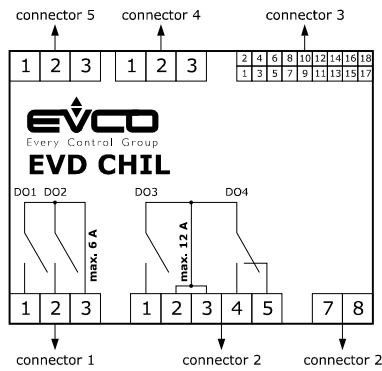 connector 5 connector 4 connector 3
1 2 3 1 2 3 2 4 6 8 10 12 14 16 18
1 3 5 7 9 11 13 15 17
EVCO
Every Control Group
EVD CHIL
DO1 DO2 DO3 DO4
max. 6 A max. 12 A
1 2 3 1 2 3 4 5 7 8
connector 1 connector 2 connector 2